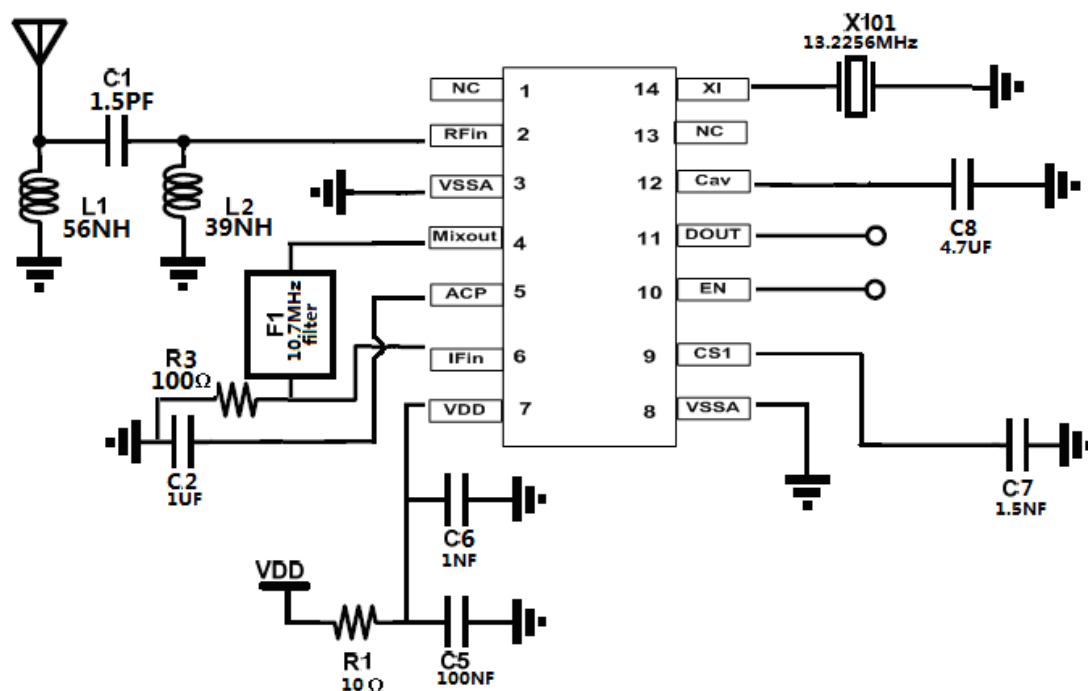 X101
13.2256MHz
C1
1.5PF
NC
1
14
XI
RFin
2
13
NC
VSSA
3
12
Cav
L1
56NH
L2
39NH
C8
4.7UF
Mixout
4
11
DOUT
ACP
5
10
EN
F1
10.7MHz
filter
IFin
6
9
CS1
R3
100Ω
VDD
7
8
VSSA
C2
1UF
C7
1.5NF
C6
1NF
VDD
R1
10Ω
C5
100NF